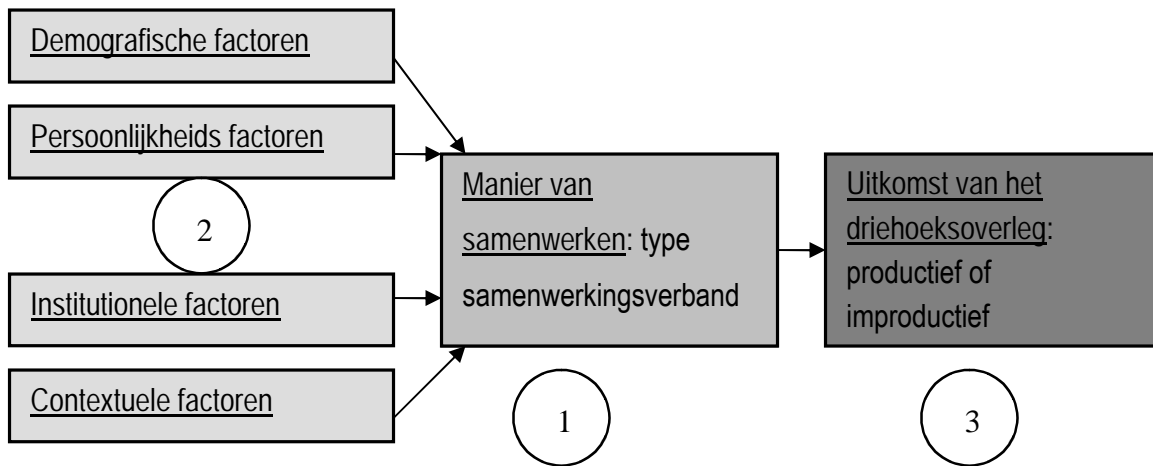 Demografische factoren
Persoonlijkheids factoren
2
Institutionele factoren
Contextuele factoren
Manier van
samenwerken: type
samenwerkingsverband
1
Uitkomst van het
driehoeksoverleg:
productief of
improductief
3